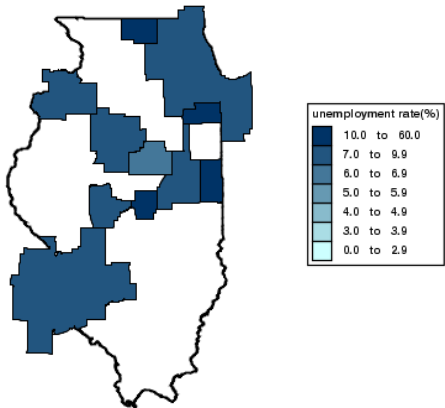 unemployment rate(%)
10.0 to 60.0
7.0 to 9.9
6.0 to 6.9
5.0 to 5.9
4.0 to 4.9
3.0 to 3.9
0.0 to 2.9